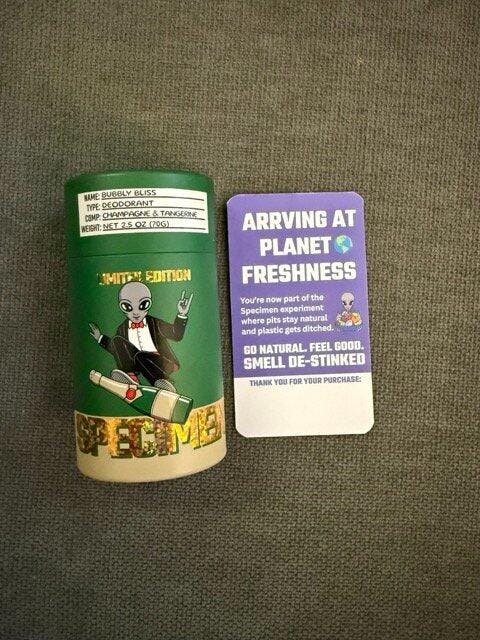 NAME: BUBBLY BLISS
TYPE: DEODORANT
COMP: CHAMPAGNE & TANGERINE
WEIGHT: NET 2.5 OZ (70G)
LIMITED EDITION
SPECIMEN
ARRVING AT
PLANET
FRESHNESS
You're now part of the
Specimen experiment
where pits stay natural
and plastic gets ditched.
GO NATURAL. FEEL GOOD.
SMELL DE-STINKED
THANK YOU FOR YOUR PURCHASE: